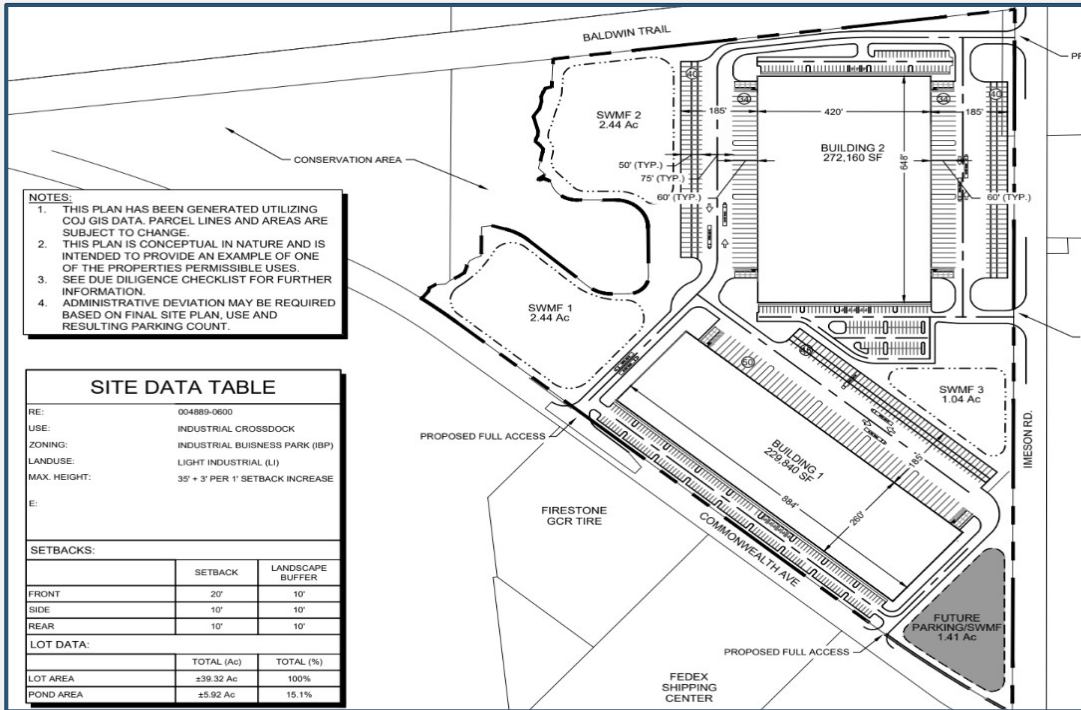 BALDWIN TRAIL
SWMF 2
2.44 Ac
CONSERVATION AREA
40
185'
34
420'
34
185'
40
BUILDING 2
272,160 SF
648'
50' (TYP.)
75' (TYP.)
60' (TYP.)
60' (TYP.)
NOTES:
1. THIS PLAN HAS BEEN GENERATED UTILIZING
COJ GIS DATA. PARCEL LINES AND AREAS ARE
SUBJECT TO CHANGE.
2. THIS PLAN IS CONCEPTUAL IN NATURE AND IS
INTENDED TO PROVIDE AN EXAMPLE OF ONE
OF THE PROPERTIES PERMISSIBLE USES.
3. SEE DUE DILIGENCE CHECKLIST FOR FURTHER
INFORMATION.
4. ADMINISTRATIVE DEVIATION MAY BE REQUIRED
BASED ON FINAL SITE PLAN, USE AND
RESULTING PARKING COUNT.
SWMF 1
2.44 Ac
SWMF 3
1.04 Ac
IMESON RD.
50
185'
BUILDING 1
229,840 SF
884'
260'
PROPOSED FULL ACCESS
FIRESTONE
GCR TIRE
COMMONWEALTH AVE
FUTURE
PARKING/SWMF
1.41 Ac
PROPOSED FULL ACCESS
FEDEX
SHIPPING
CENTER
SITE DATA TABLE
RE: 004889-0600
USE: INDUSTRIAL CROSSDOCK
ZONING: INDUSTRIAL BUISNESS PARK (IBP)
LANDUSE: LIGHT INDUSTRIAL (LI)
MAX. HEIGHT: 35' + 3' PER 1' SETBACK INCREASE
E:
SETBACKS:
SETBACK LANDSCAPE BUFFER
FRONT 20' 10'
SIDE 10' 10'
REAR 10' 10'
LOT DATA:
TOTAL (Ac) TOTAL (%)
LOT AREA ±39.32 Ac 100%
POND AREA ±5.92 Ac 15.1%